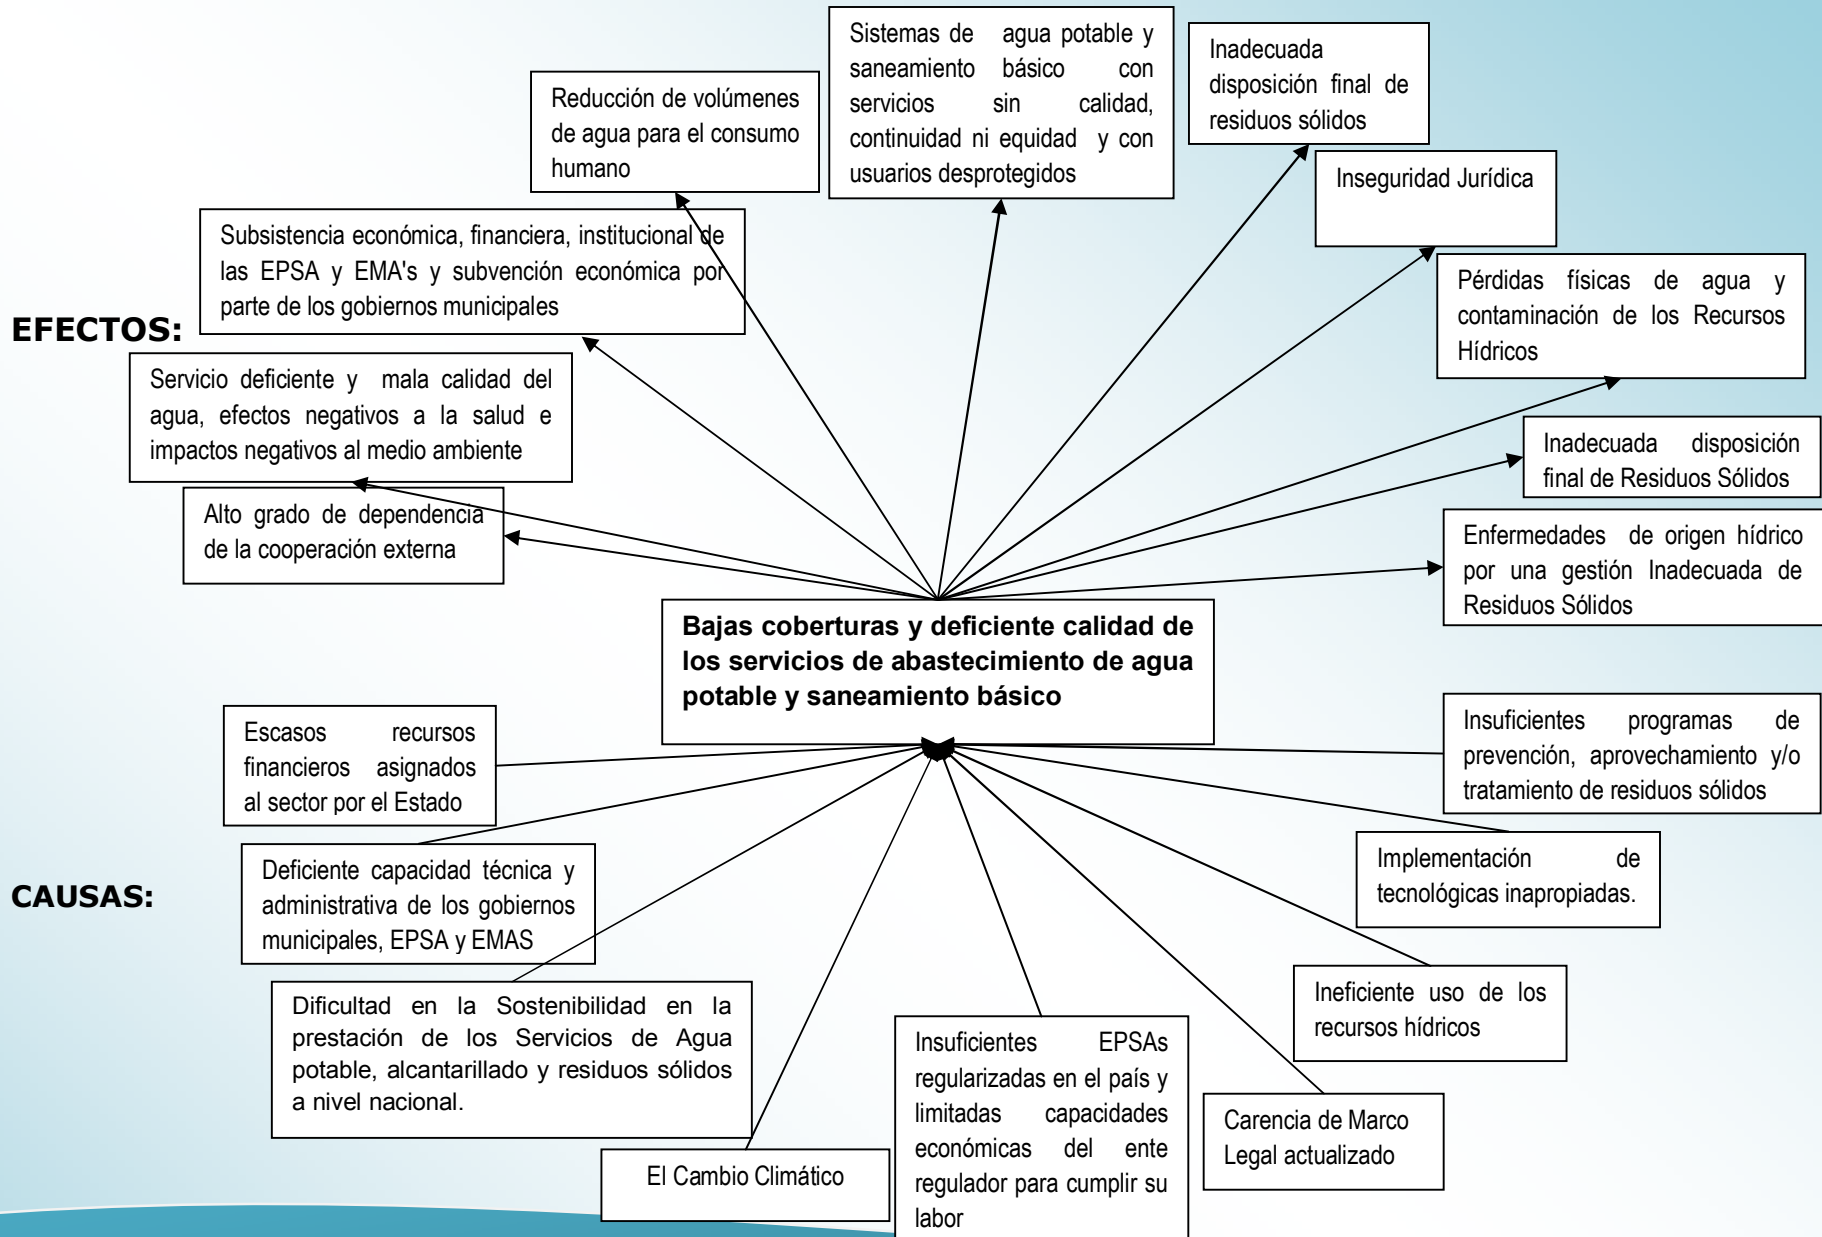 Sistemas de agua potable y
saneamiento básico con
servicios sin calidad,
continuidad ni equidad y con
usuarios desprotegidos
Inadecuada
disposición final de
residuos sólidos
Reducción de volúmenes
de agua para el consumo
humano
Inseguridad Jurídica
Subsistencia económica, financiera, institucional de
las EPSA y EMA's y subvención económica por
parte de los gobiernos municipales
Pérdidas físicas de agua y
contaminación de los Recursos
Hídricos
EFECTOS:
Servicio deficiente y mala calidad del
agua, efectos negativos a la salud e
impactos negativos al medio ambiente
Inadecuada disposición
final de Residuos Sólidos
Alto grado de dependencia
de la cooperación externa
Enfermedades de origen hídrico
por una gestión Inadecuada de
Residuos Sólidos
Bajas coberturas y deficiente calidad de
los servicios de abastecimiento de agua
potable y saneamiento básico
Escasos recursos
financieros asignados
al sector por el Estado
Insuficientes programas de
prevención, aprovechamiento y/o
tratamiento de residuos sólidos
CAUSAS:
Deficiente capacidad técnica y
administrativa de los gobiernos
municipales, EPSA y EMAS
Implementación de
tecnológicas inapropiadas.
Dificultad en la Sostenibilidad en la
prestación de los Servicios de Agua
potable, alcantarillado y residuos sólidos
a nivel nacional.
Ineficiente uso de los
recursos hídricos
Insuficientes EPSAs
regularizadas en el país y
limitadas capacidades
económicas del ente
regulador para cumplir su
labor
Carencia de Marco
Legal actualizado
El Cambio Climático